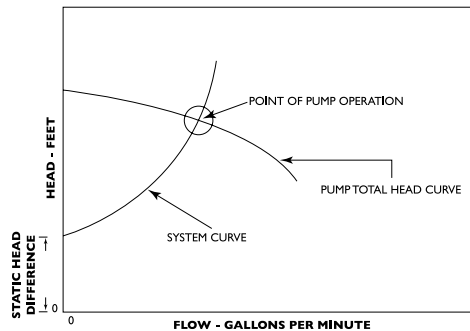 POINT OF PUMP OPERATION
HEAD - FEET
PUMP TOTAL HEAD CURVE
SYSTEM CURVE
STATIC HEAD
DIFFERENCE
0
0
FLOW - GALLONS PER MINUTE